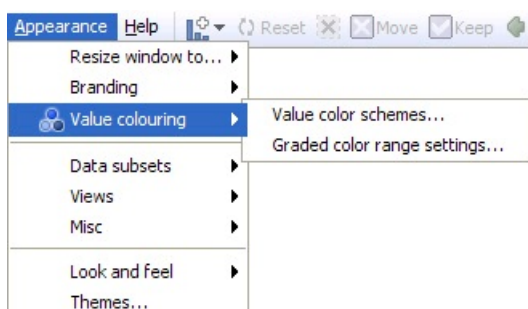 Appearance Help Reset Move Keep
Resize window to...
Branding
Value colouring
Value color schemes...
Graded color range settings...
Data subsets
Views
Misc
Look and feel
Themes...